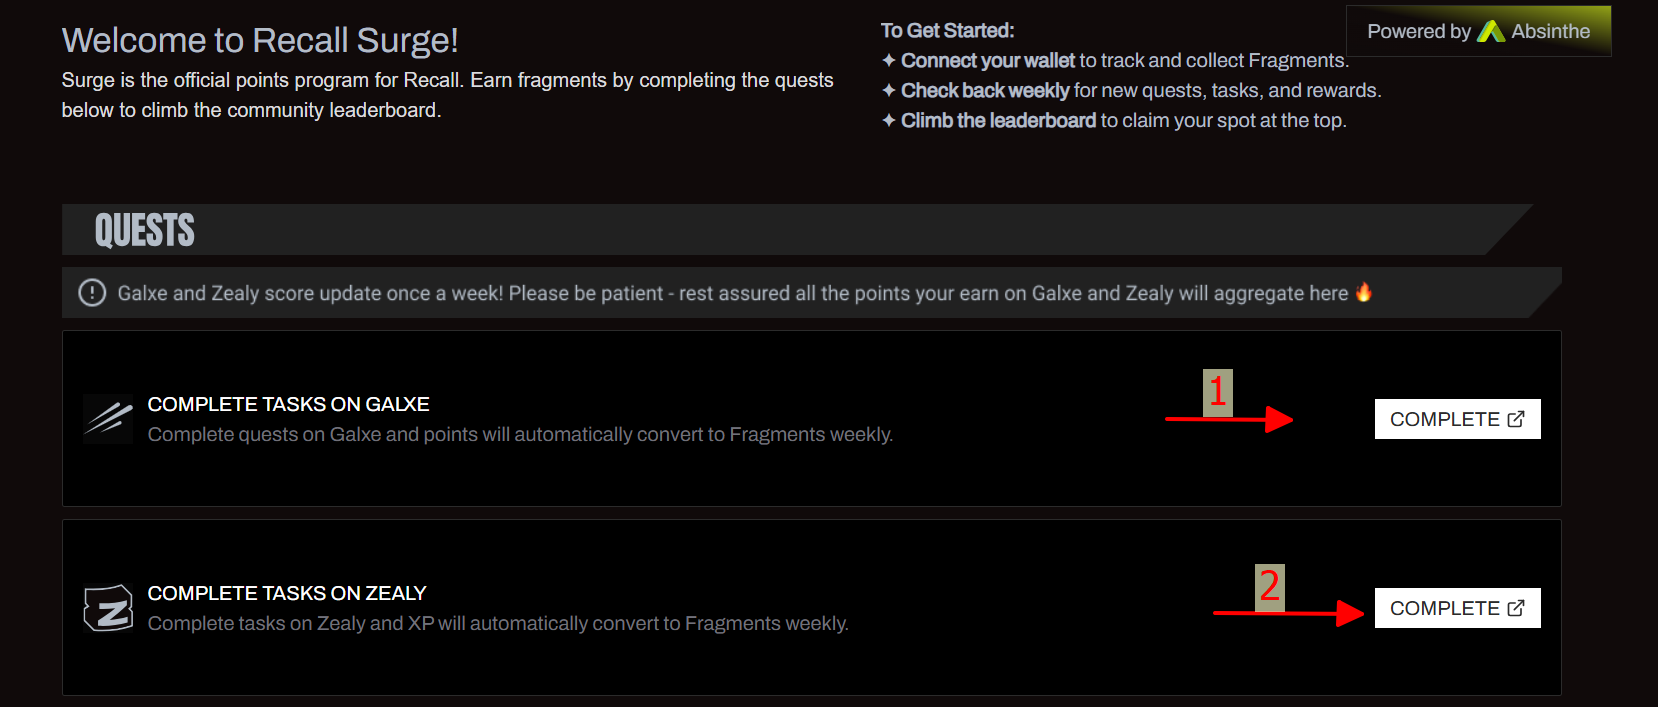 Welcome to Recall Surge!
Surge is the official points program for Recall. Earn fragments by completing the quests
below to climb the community leaderboard.
To Get Started:
✦ Connect your wallet to track and collect Fragments.
✦ Check back weekly for new quests, tasks, and rewards.
✦ Climb the leaderboard to claim your spot at the top.
Powered by Absinthe
QUESTS
Galxe and Zealy score update once a week! Please be patient - rest assured all the points your earn on Galxe and Zealy will aggregate here 🔥
COMPLETE TASKS ON GALXE
Complete quests on Galxe and points will automatically convert to Fragments weekly.
1
COMPLETE
COMPLETE TASKS ON ZEALY
Complete tasks on Zealy and XP will automatically convert to Fragments weekly.
2
COMPLETE